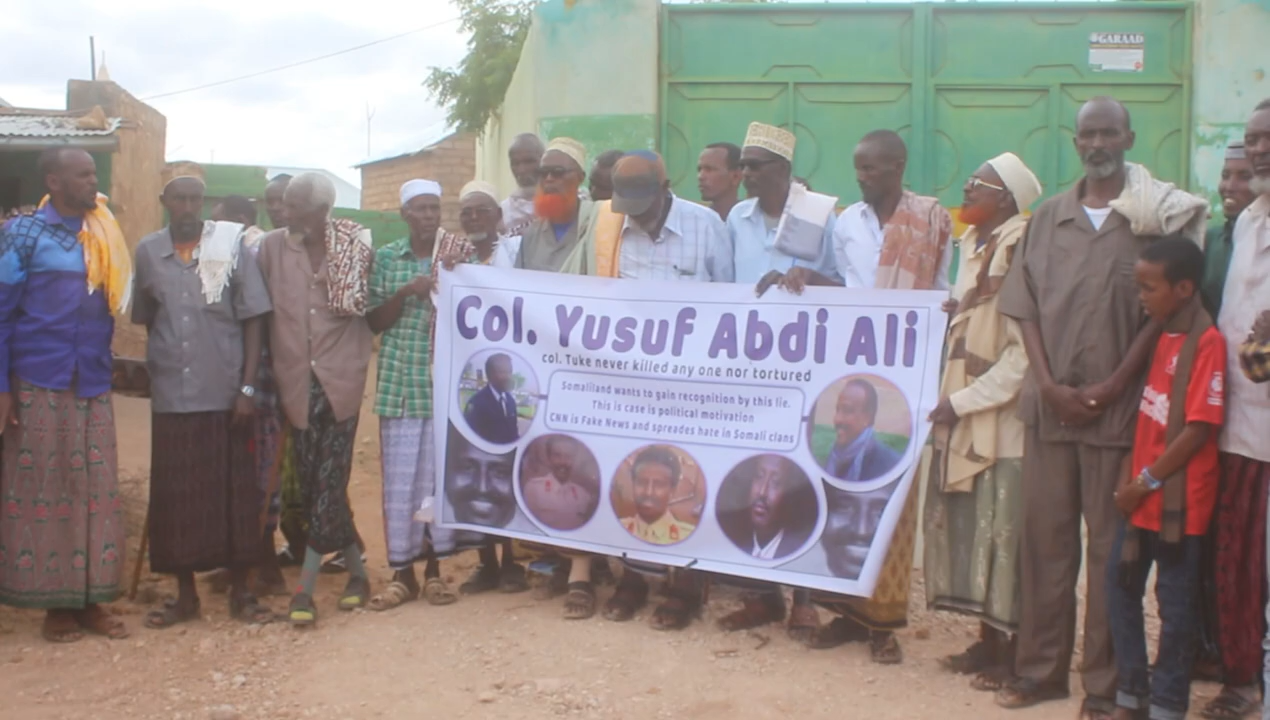 GARAAD
Col. Yusuf Abdi Ali
col. Tuke never killed any one nor tortured
Somaliland wants to gain recognition by this lie.
This is case is political motivation
CNN is Fake News and spreades hate in Somali clans